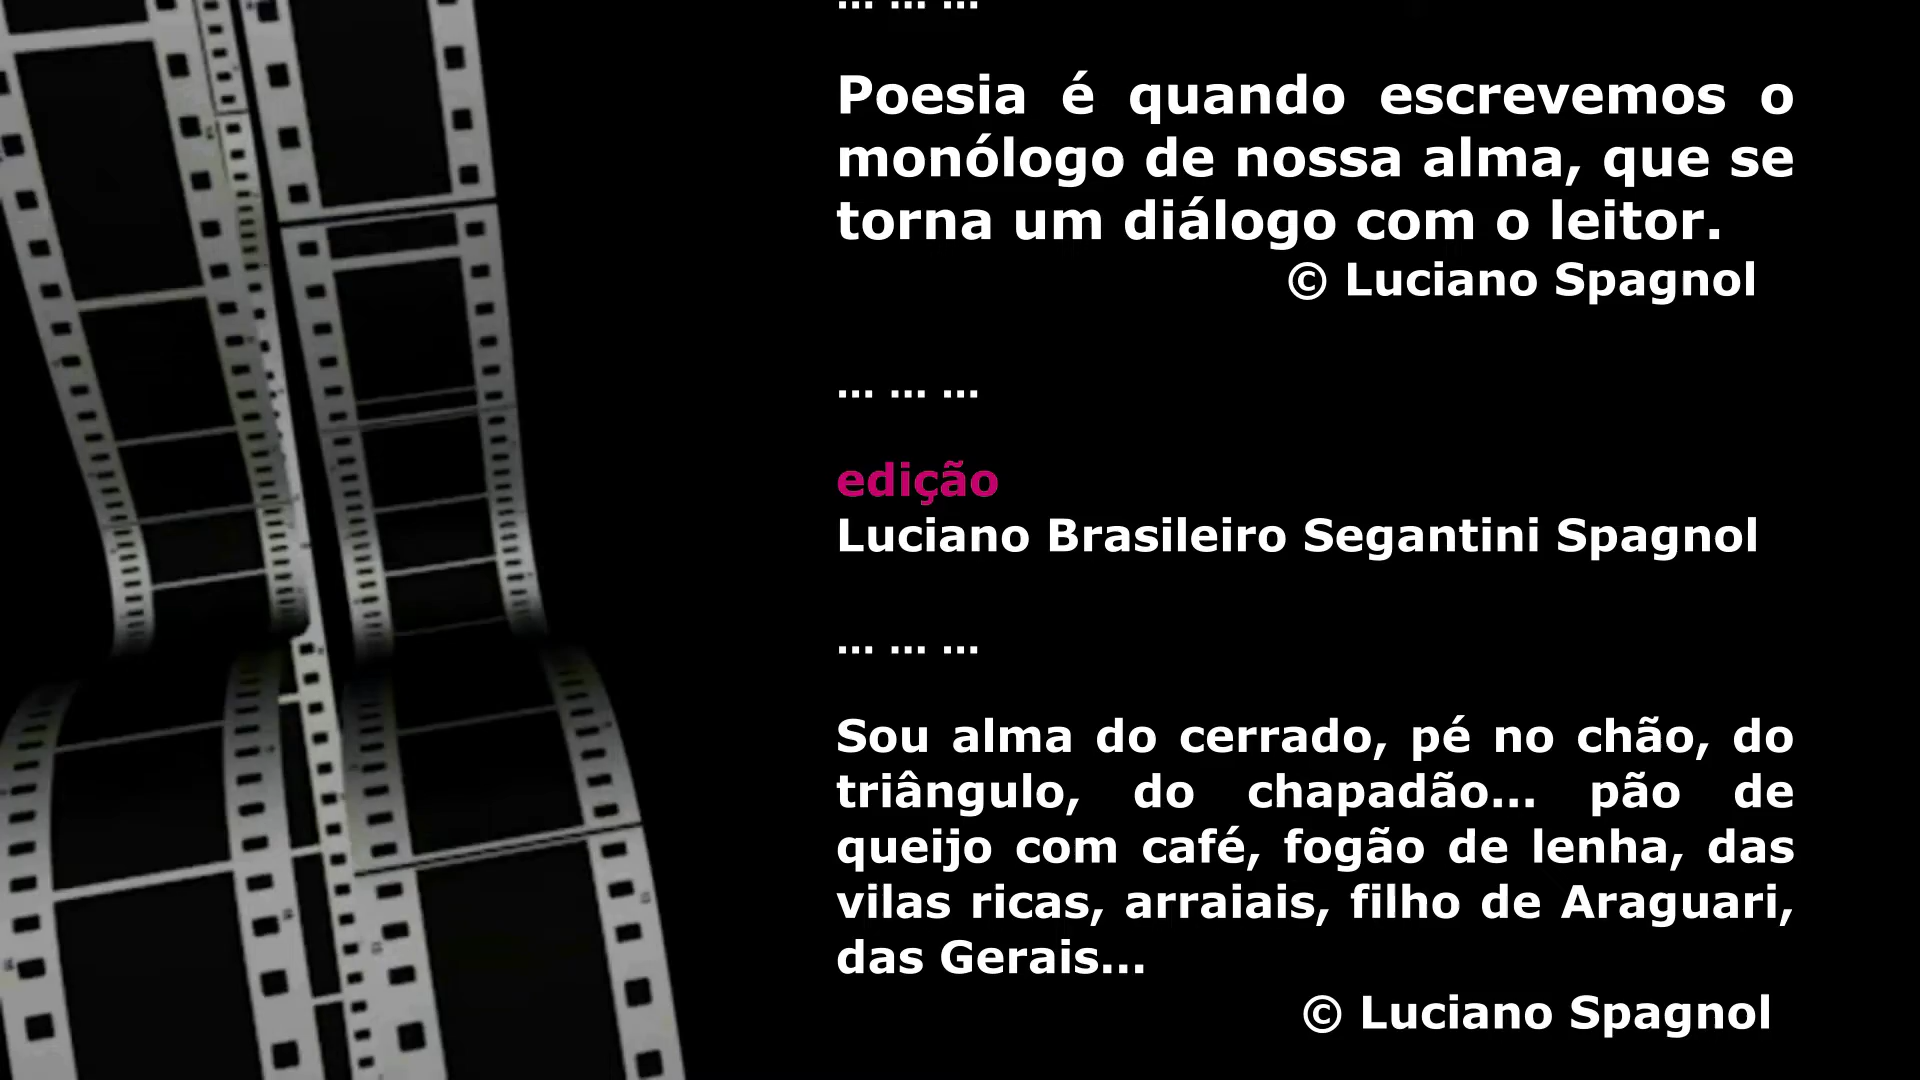 ... ... ...
Poesia é quando escrevemos o
monólogo de nossa alma, que se
torna um diálogo com o leitor.
© Luciano Spagnol
... ... ...
edição
Luciano Brasileiro Segantini Spagnol
... ... ...
Sou alma do cerrado, pé no chão, do
triângulo, do chapadão... pão de
queijo com café, fogão de lenha, das
vilas ricas, arraiais, filho de Araguari,
das Gerais...
© Luciano Spagnol